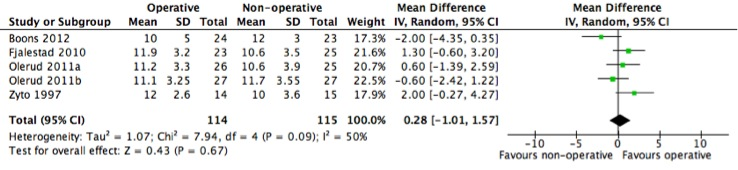 Operative Non-operative Mean Difference Mean Difference
Study or Subgroup Mean SD Total Mean SD Total Weight IV, Random, 95% CI IV, Random, 95% CI
Boons 2012 10 5 24 12 3 23 17.3% -2.00 [-4.35, 0.35]
Fjalestad 2010 11.9 3.2 23 10.6 3.5 25 21.6% 1.30 [-0.60, 3.20]
Olerud 2011a 11.2 3.3 26 10.6 3.9 25 20.7% 0.60 [-1.39, 2.59]
Olerud 2011b 11.1 3.25 27 11.7 3.55 27 22.5% -0.60 [-2.42, 1.22]
Zyto 1997 12 2.6 14 10 3.6 15 17.9% 2.00 [-0.27, 4.27]
Total (95% CI) 114 115 100.0% 0.28 [-1.01, 1.57]
Heterogeneity: Tau² = 1.07; Chi² = 7.94, df = 4 (P = 0.09); I² = 50%
Test for overall effect: Z = 0.43 (P = 0.67)
-10 -5 0 5 10
Favours non-operative Favours operative